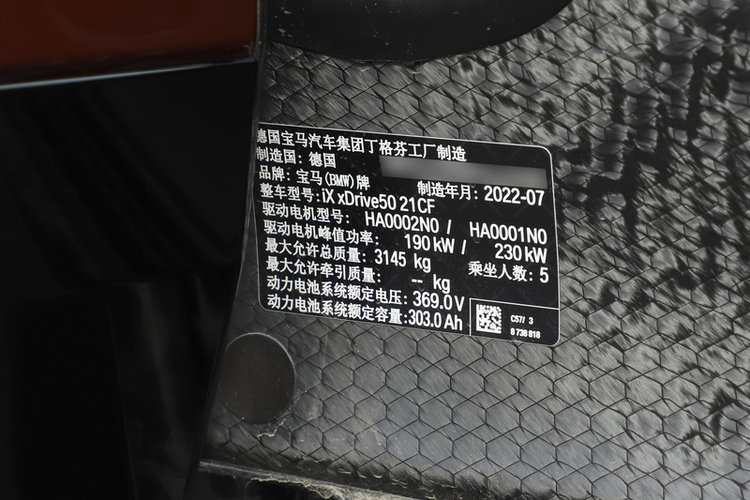 德国宝马汽车集团丁格芬工厂制造
制造国: 德国
品牌: 宝马(BMW)牌 制造年月: 2022-07
整车型号: iX xDrive50 21CF
驱动电机型号: HA0002N0 / HA0001N0
驱动电机峰值功率: 190 kW / 230 kW
最大允许总质量: 3145 kg 乘坐人数: 5
最大允许牵引质量: -- kg
动力电池系统额定电压: 369.0 V
动力电池系统额定容量: 303.0 Ah
C57/ 3
8 738 818